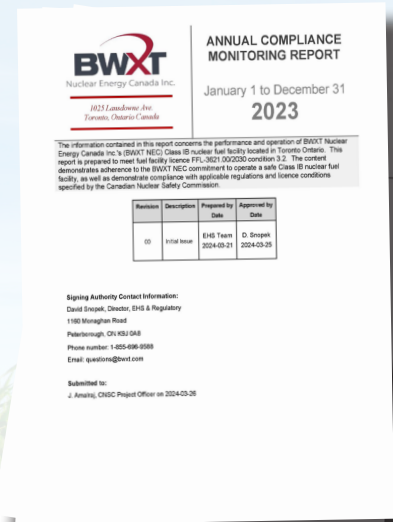 BWXT
Nuclear Energy Canada Inc.
1025 Lansdowne Ave.
Toronto, Ontario Canada
ANNUAL COMPLIANCE
MONITORING REPORT
January 1 to December 31
2023
The information contained in this report concerns the performance and operation of BWXT Nuclear
Energy Canada Inc.'s (BWXT NEC) Class IB nuclear fuel facility located in Toronto Ontario. This
report is prepared to meet fuel facility licence FFL-3621.00/2030 condition 3.2. The content
demonstrates adherence to the BWXT NEC commitment to operate a safe Class IB nuclear fuel
facility, as well as demonstrate compliance with applicable regulations and licence conditions
specified by the Canadian Nuclear Safety Commission.
Revision Description Prepared by Date Approved by Date
00 Initial Issue EHS Team 2024-03-21 D. Snopek 2024-03-25
Signing Authority Contact Information:
David Snopek, Director, EHS & Regulatory
1160 Monaghan Road
Peterborough, ON K9J 0A8
Phone number: 1-855-696-9588
Email: questions@bwxt.com
Submitted to:
J. Amalraj, CNSC Project Officer on 2024-03-26